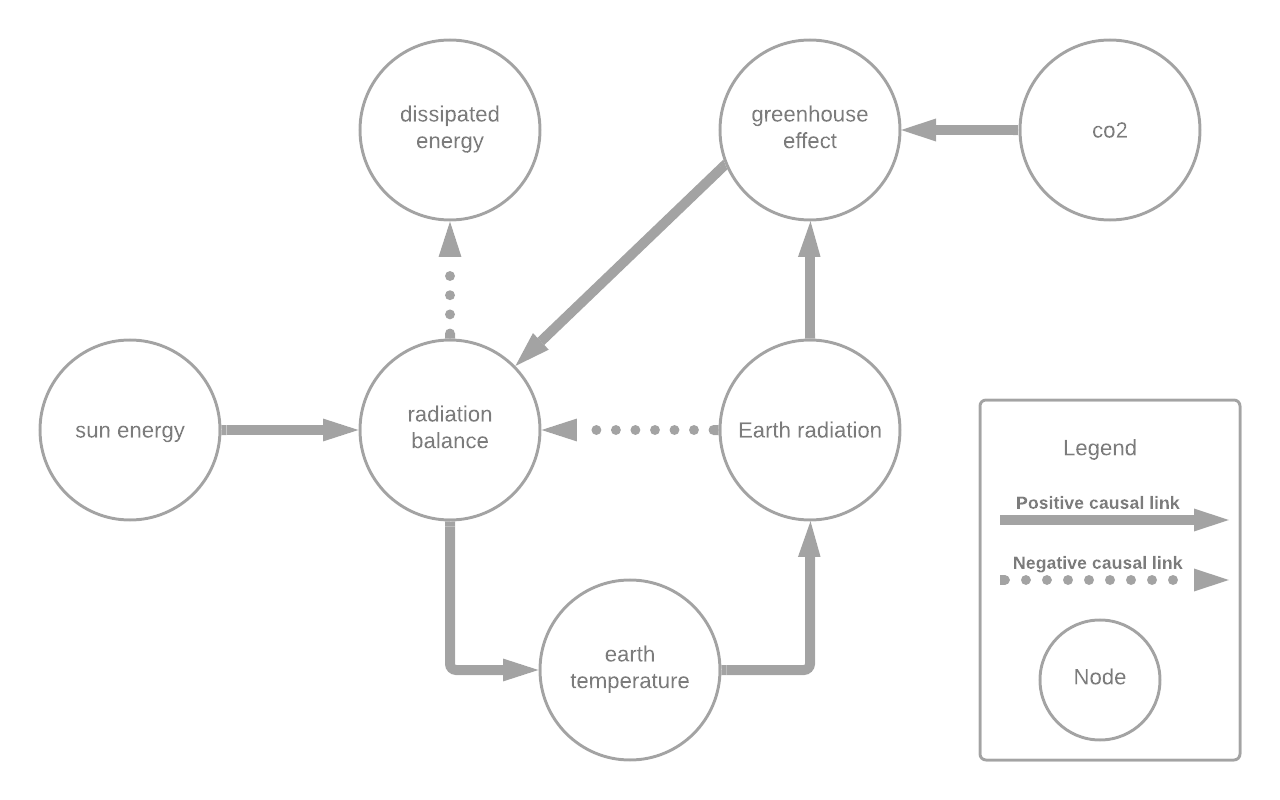 dissipated
energy
greenhouse
effect
co2
sun energy
radiation
balance
Earth radiation
earth
temperature
Legend
Positive causal link
Negative causal link
Node